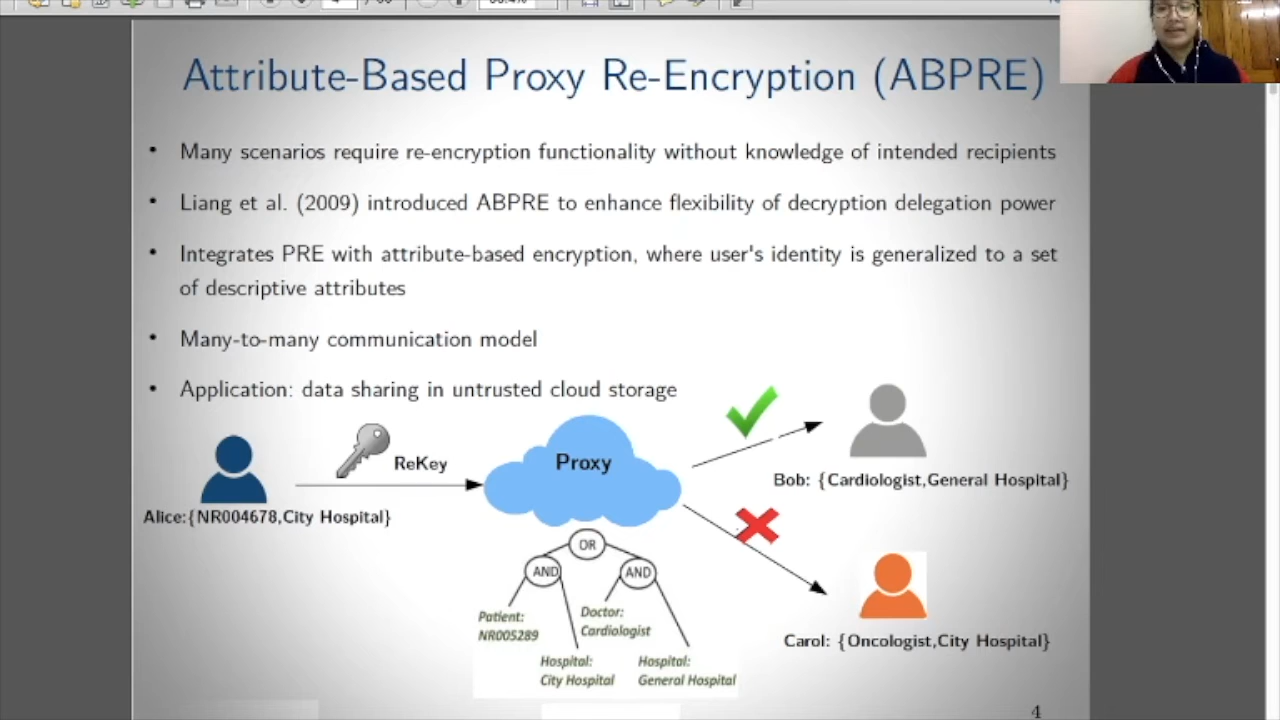 Attribute-Based Proxy Re-Encryption (ABPRE)
• Many scenarios require re-encryption functionality without knowledge of intended recipients
• Liang et al. (2009) introduced ABPRE to enhance flexibility of decryption delegation power
• Integrates PRE with attribute-based encryption, where user's identity is generalized to a set
of descriptive attributes
• Many-to-many communication model
• Application: data sharing in untrusted cloud storage
ReKey
Proxy
Bob: {Cardiologist,General Hospital}
Alice:{NR004678,City Hospital}
OR
AND
AND
Patient:
NR005289
Doctor:
Cardiologist
Hospital:
City Hospital
Hospital:
General Hospital
Carol: {Oncologist,City Hospital}
4